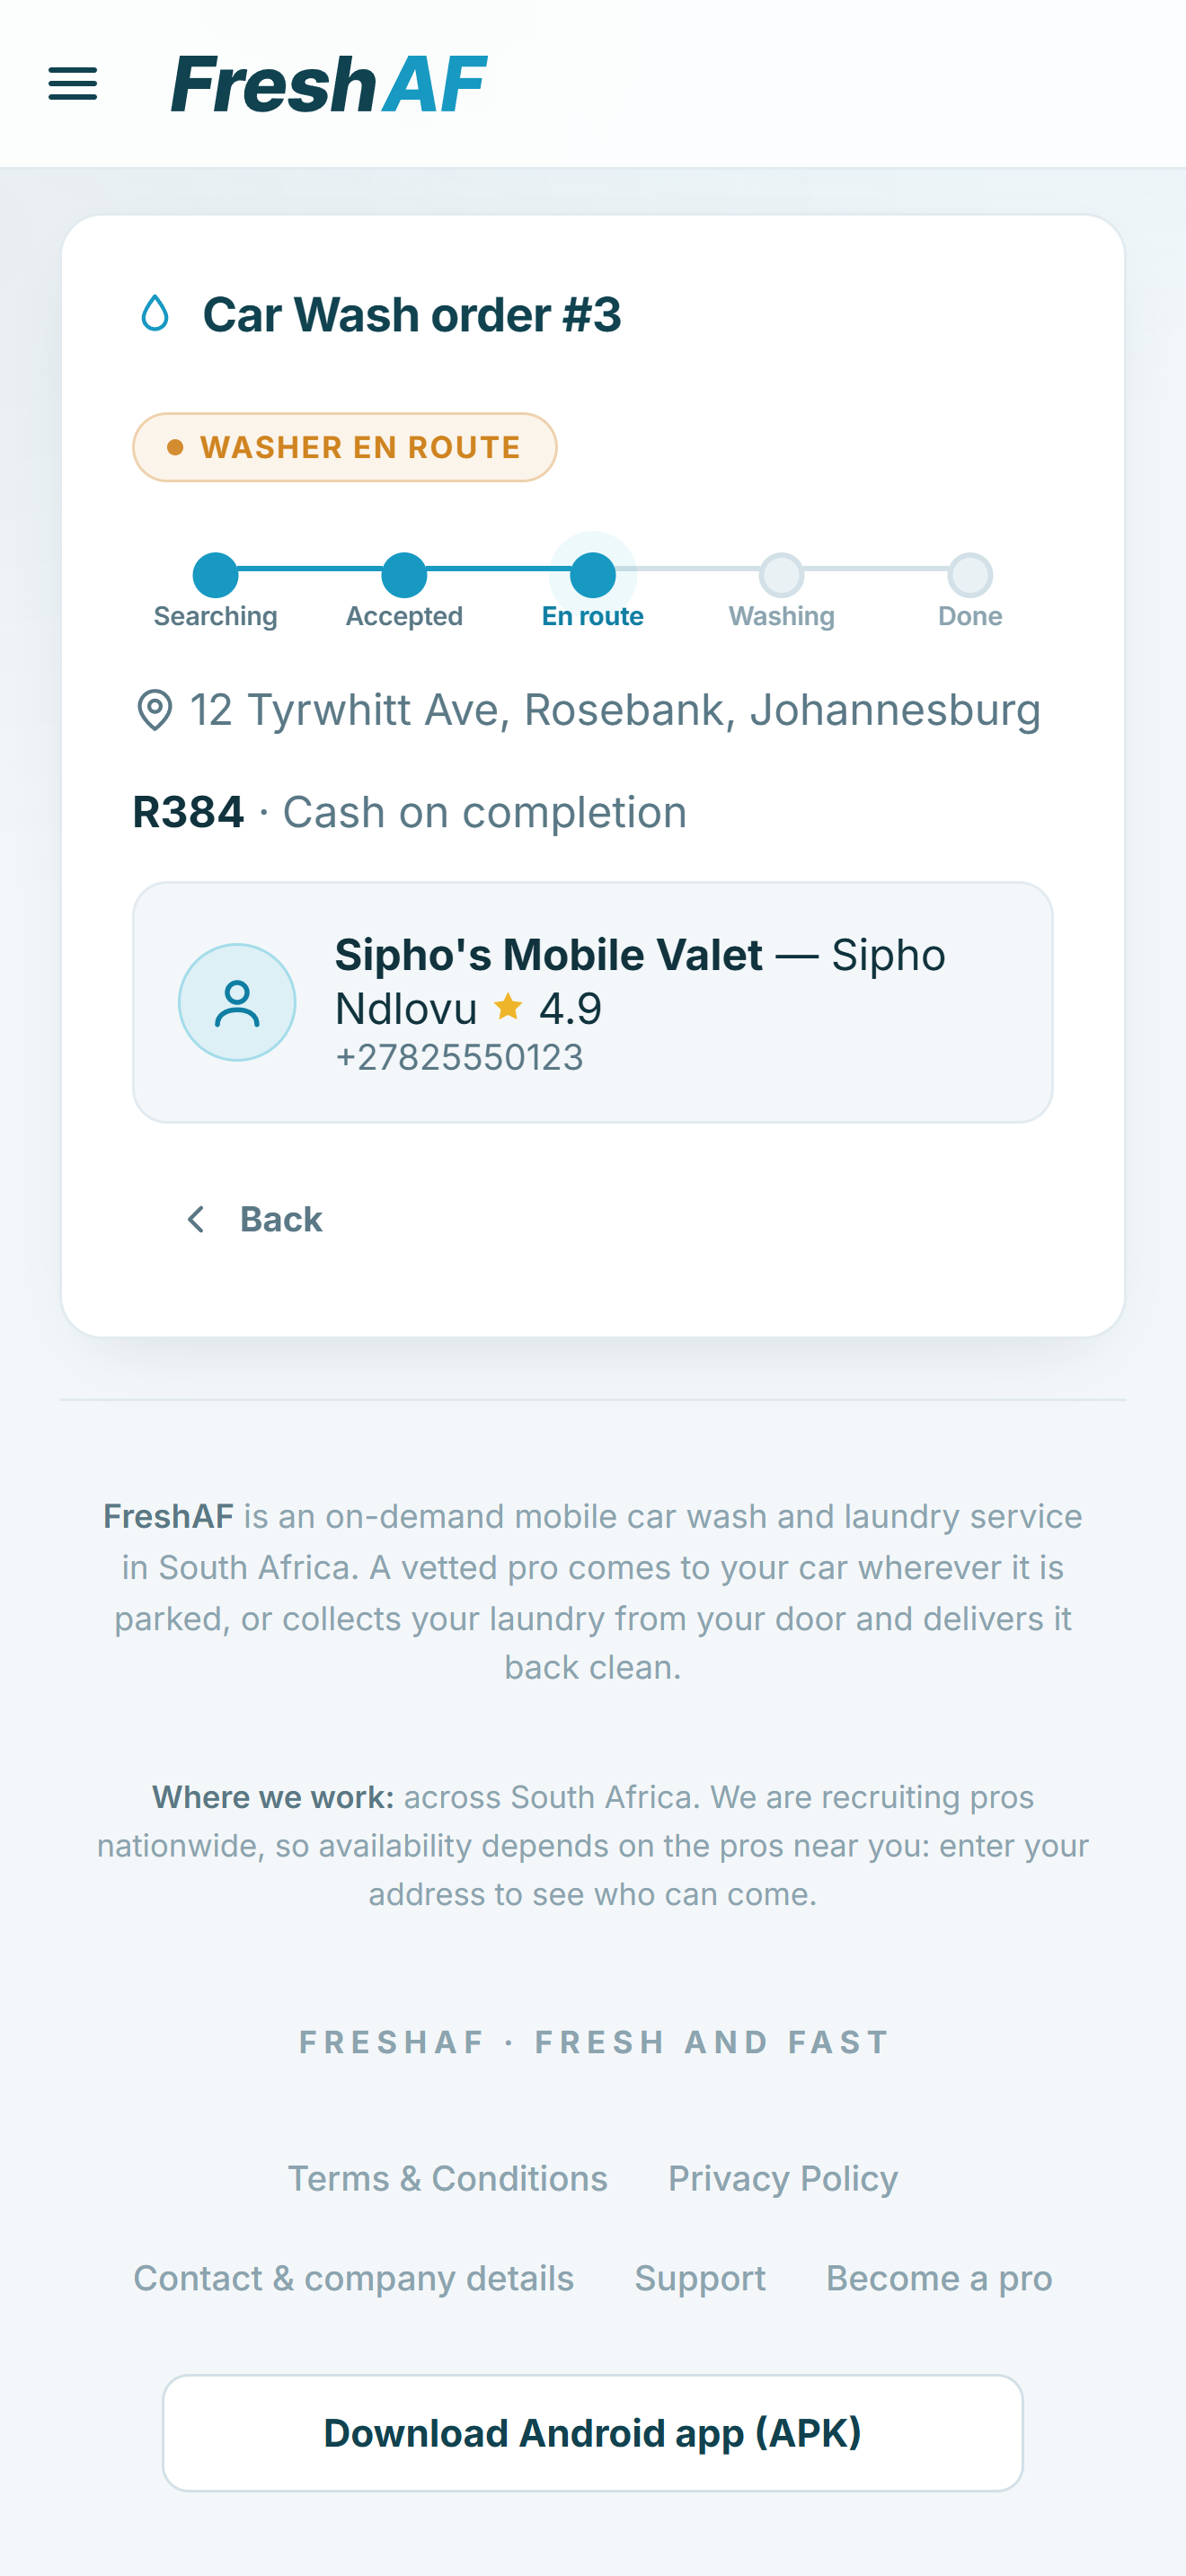 FreshAF
Car Wash order #3
WASHER EN ROUTE
Searching Accepted En route Washing Done
12 Tyrwhitt Ave, Rosebank, Johannesburg
R384 · Cash on completion
Sipho's Mobile Valet — Sipho
Ndlovu ★ 4.9
+27825550123
Back
FreshAF is an on-demand mobile car wash and laundry service
in South Africa. A vetted pro comes to your car wherever it is
parked, or collects your laundry from your door and delivers it
back clean.
Where we work: across South Africa. We are recruiting pros
nationwide, so availability depends on the pros near you: enter your
address to see who can come.
FRESHAF · FRESH AND FAST
Terms & Conditions Privacy Policy
Contact & company details Support Become a pro
Download Android app (APK)